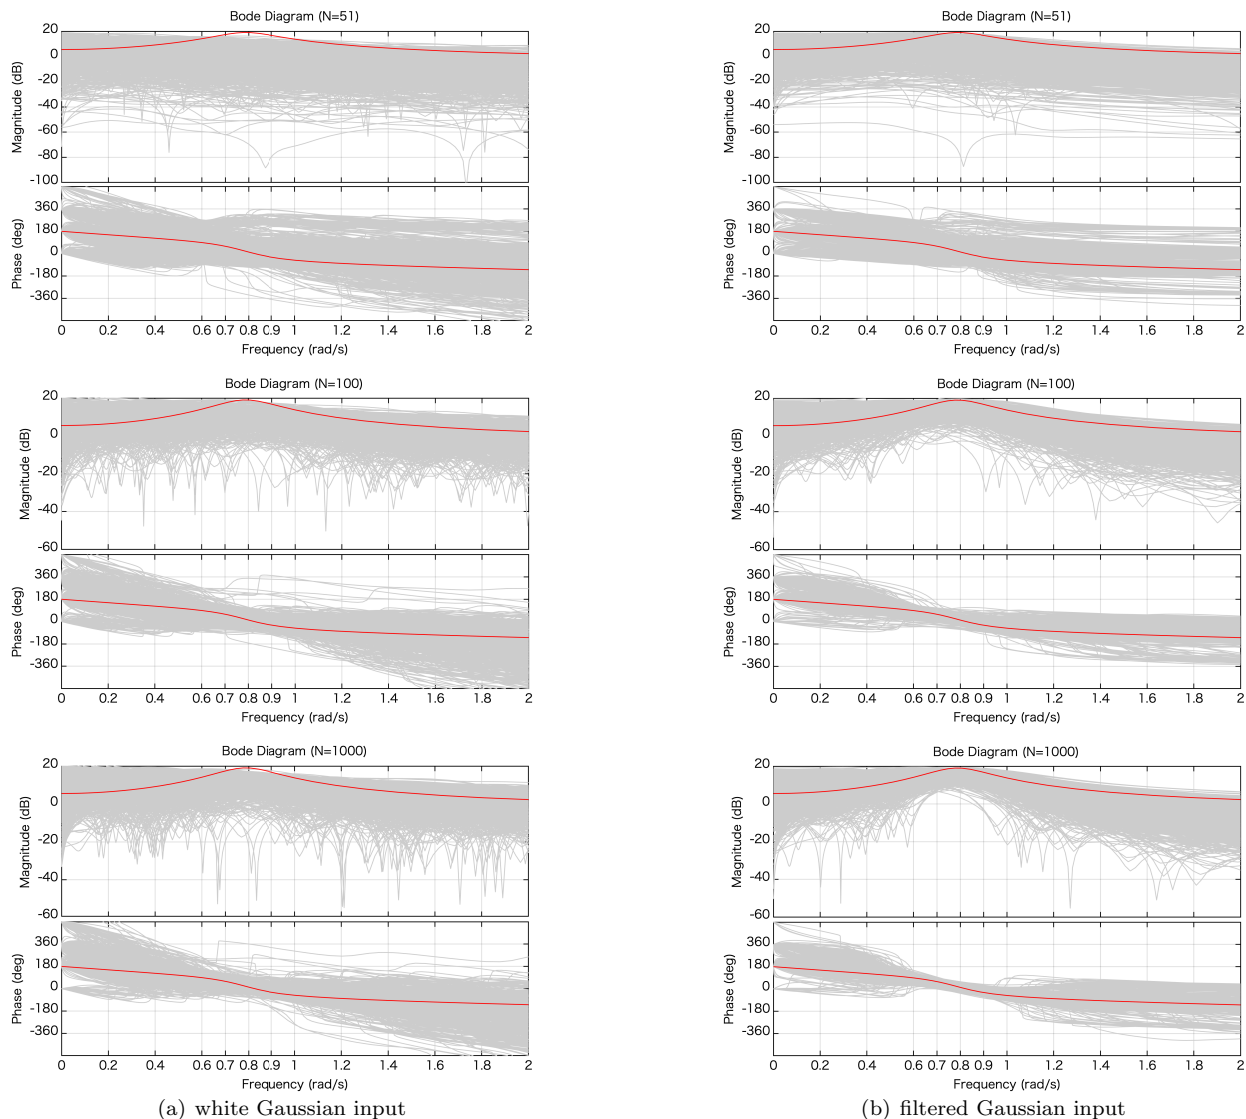 Bode Diagram (N=51)
Magnitude (dB)
20
0
-20
-40
-60
-80
-100
Phase (deg)
360
180
0
-180
-360
0 0.2 0.4 0.6 0.7 0.8 0.9 1 1.2 1.4 1.6 1.8 2
Frequency (rad/s)
Bode Diagram (N=100)
Magnitude (dB)
20
0
-20
-40
-60
Phase (deg)
360
180
0
-180
-360
0 0.2 0.4 0.6 0.7 0.8 0.9 1 1.2 1.4 1.6 1.8 2
Frequency (rad/s)
Bode Diagram (N=1000)
Magnitude (dB)
20
0
-20
-40
-60
Phase (deg)
360
180
0
-180
-360
0 0.2 0.4 0.6 0.7 0.8 0.9 1 1.2 1.4 1.6 1.8 2
Frequency (rad/s)
(a) white Gaussian input
Bode Diagram (N=51)
Magnitude (dB)
20
0
-20
-40
-60
-80
-100
Phase (deg)
360
180
0
-180
-360
0 0.2 0.4 0.6 0.7 0.8 0.9 1 1.2 1.4 1.6 1.8 2
Frequency (rad/s)
Bode Diagram (N=100)
Magnitude (dB)
20
0
-20
-40
-60
Phase (deg)
360
180
0
-180
-360
0 0.2 0.4 0.6 0.7 0.8 0.9 1 1.2 1.4 1.6 1.8 2
Frequency (rad/s)
Bode Diagram (N=1000)
Magnitude (dB)
20
0
-20
-40
-60
Phase (deg)
360
180
0
-180
-360
0 0.2 0.4 0.6 0.7 0.8 0.9 1 1.2 1.4 1.6 1.8 2
Frequency (rad/s)
(b) filtered Gaussian input